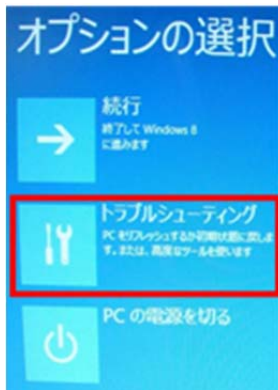 オプションの選択
続行
終了して Windows 8
に進みます
トラブルシューティング
PC をリフレッシュするか初期状態に戻しま
す。または、高度なツールを使います
PC の電源を切る